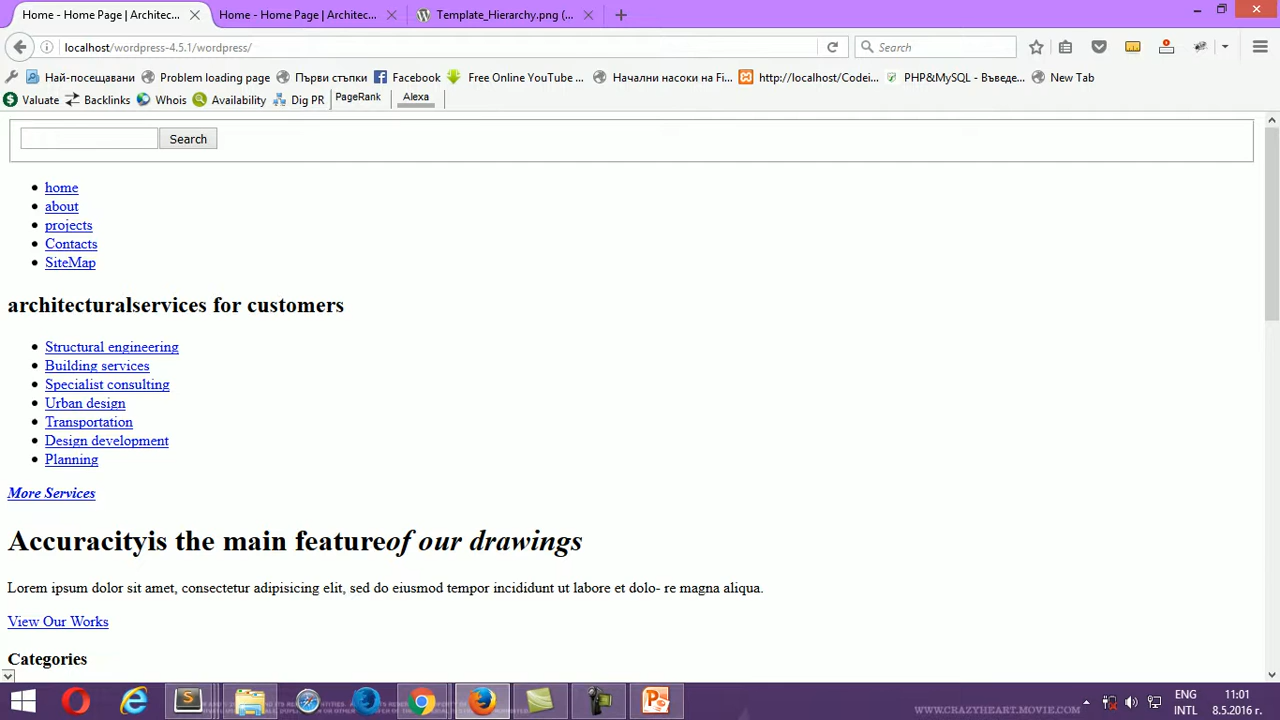 Home - Home Page | Architec...
Home - Home Page | Architec...
Template_Hierarchy.png (...
localhost/wordpress-4.5.1/wordpress/
Search
Най-посещавани
Problem loading page
Първи стъпки
Facebook
Free Online YouTube ...
Начални насоки на Fi...
http://localhost/Codei...
PHP&MySQL - Въведе...
New Tab
Valuate
Backlinks
Whois
Availability
Dig PR
PageRank
Alexa
Search
home
about
projects
Contacts
SiteMap
architecturalservices for customers
Structural engineering
Building services
Specialist consulting
Urban design
Transportation
Design development
Planning
More Services
Accuracityis the main featureof our drawings
Lorem ipsum dolor sit amet, consectetur adipisicing elit, sed do eiusmod tempor incididunt ut labore et dolo- re magna aliqua.
View Our Works
Categories
ENG
INTL
11:01
8.5.2016 г.
WWW.CRAZYHEART.MOVIE.COM